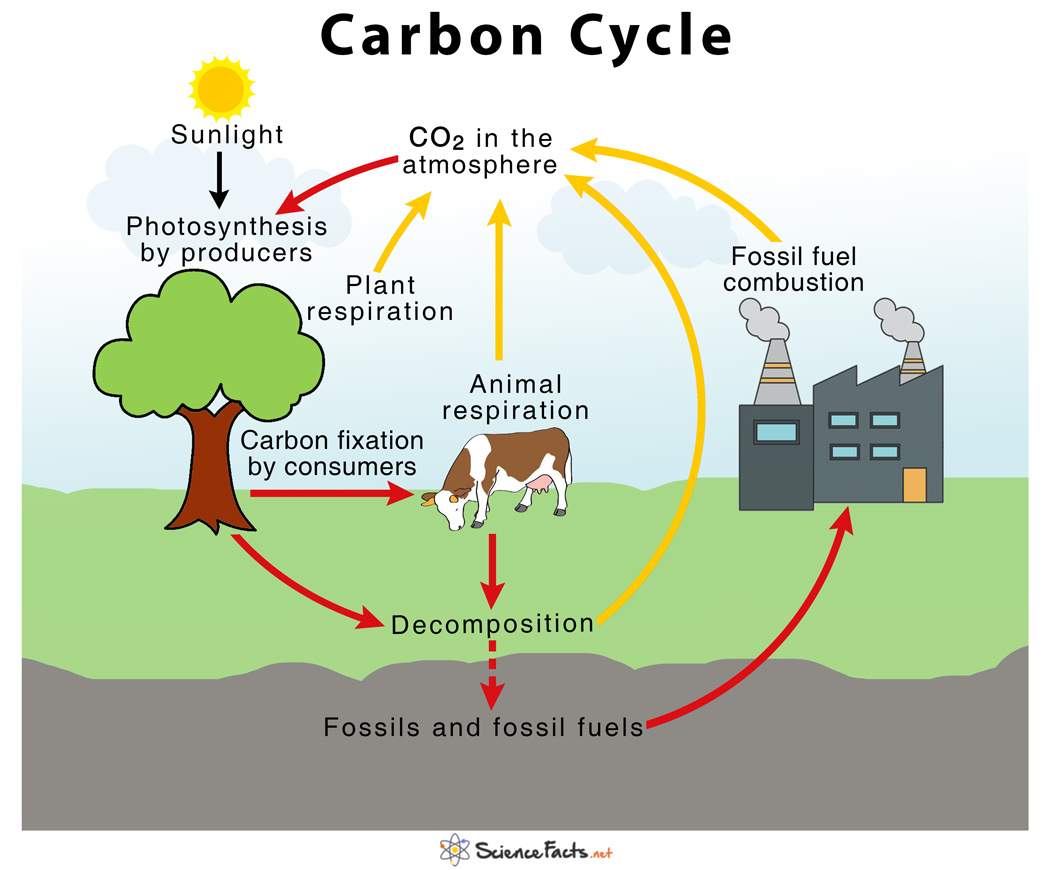 Carbon Cycle
Sunlight
CO2 in the
atmosphere
Photosynthesis
by producers
Plant
respiration
Fossil fuel
combustion
Animal
respiration
Carbon fixation
by consumers
Decomposition
Fossils and fossil fuels
ScienceFacts.net